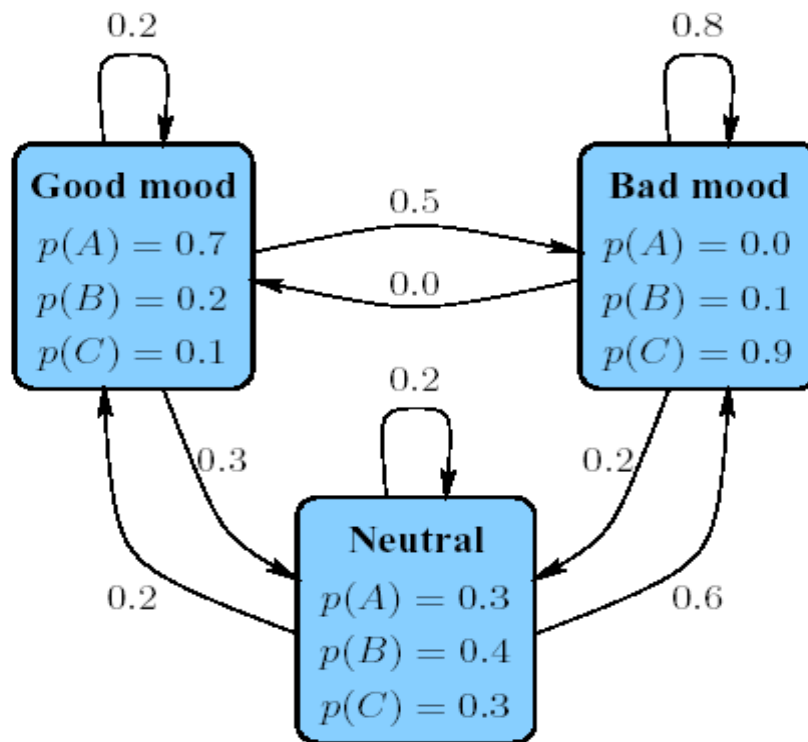 0.2
0.8
Good mood
p(A) = 0.7
p(B) = 0.2
p(C) = 0.1
0.5
0.0
Bad mood
p(A) = 0.0
p(B) = 0.1
p(C) = 0.9
0.2
0.3
0.2
Neutral
p(A) = 0.3
p(B) = 0.4
p(C) = 0.3
0.2
0.6